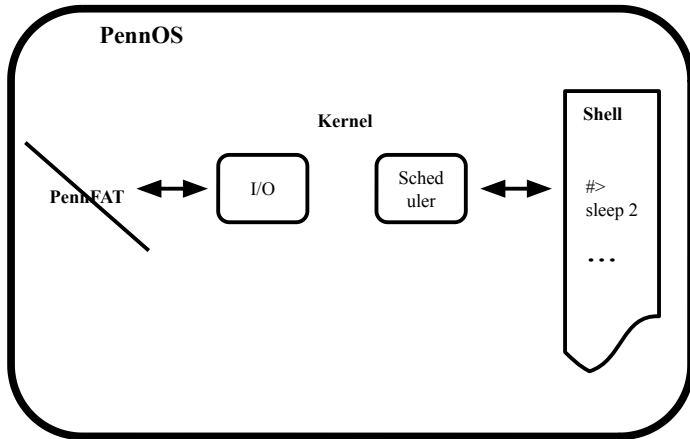 PennOS
Kernel
Shell
PennFAT
I/O
Sched
uler
#>
sleep 2
...